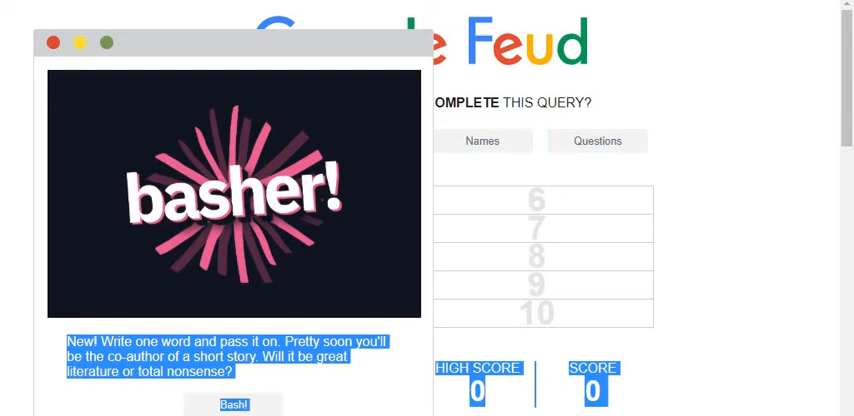 Feud
OMPLETE THIS QUERY?
Names
Questions
basher!
6
7
8
9
10
New! Write one word and pass it on. Pretty soon you'll
be the co-author of a short story. Will it be great
literature or total nonsense?
Bash!
HIGH SCORE
0
SCORE
0